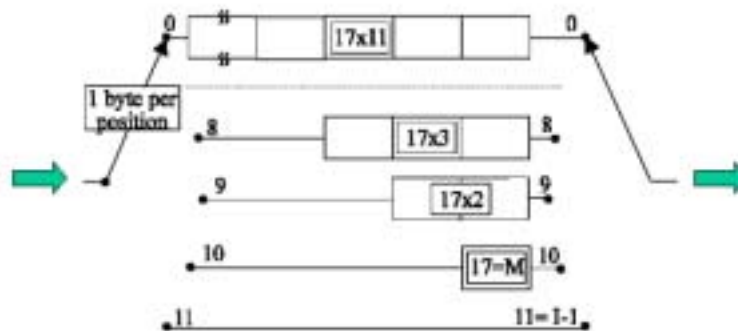 0 17x11 0
1 byte per
position
8 17x3 8
9 17x2 9
10 17=M 10
11 11= I-1